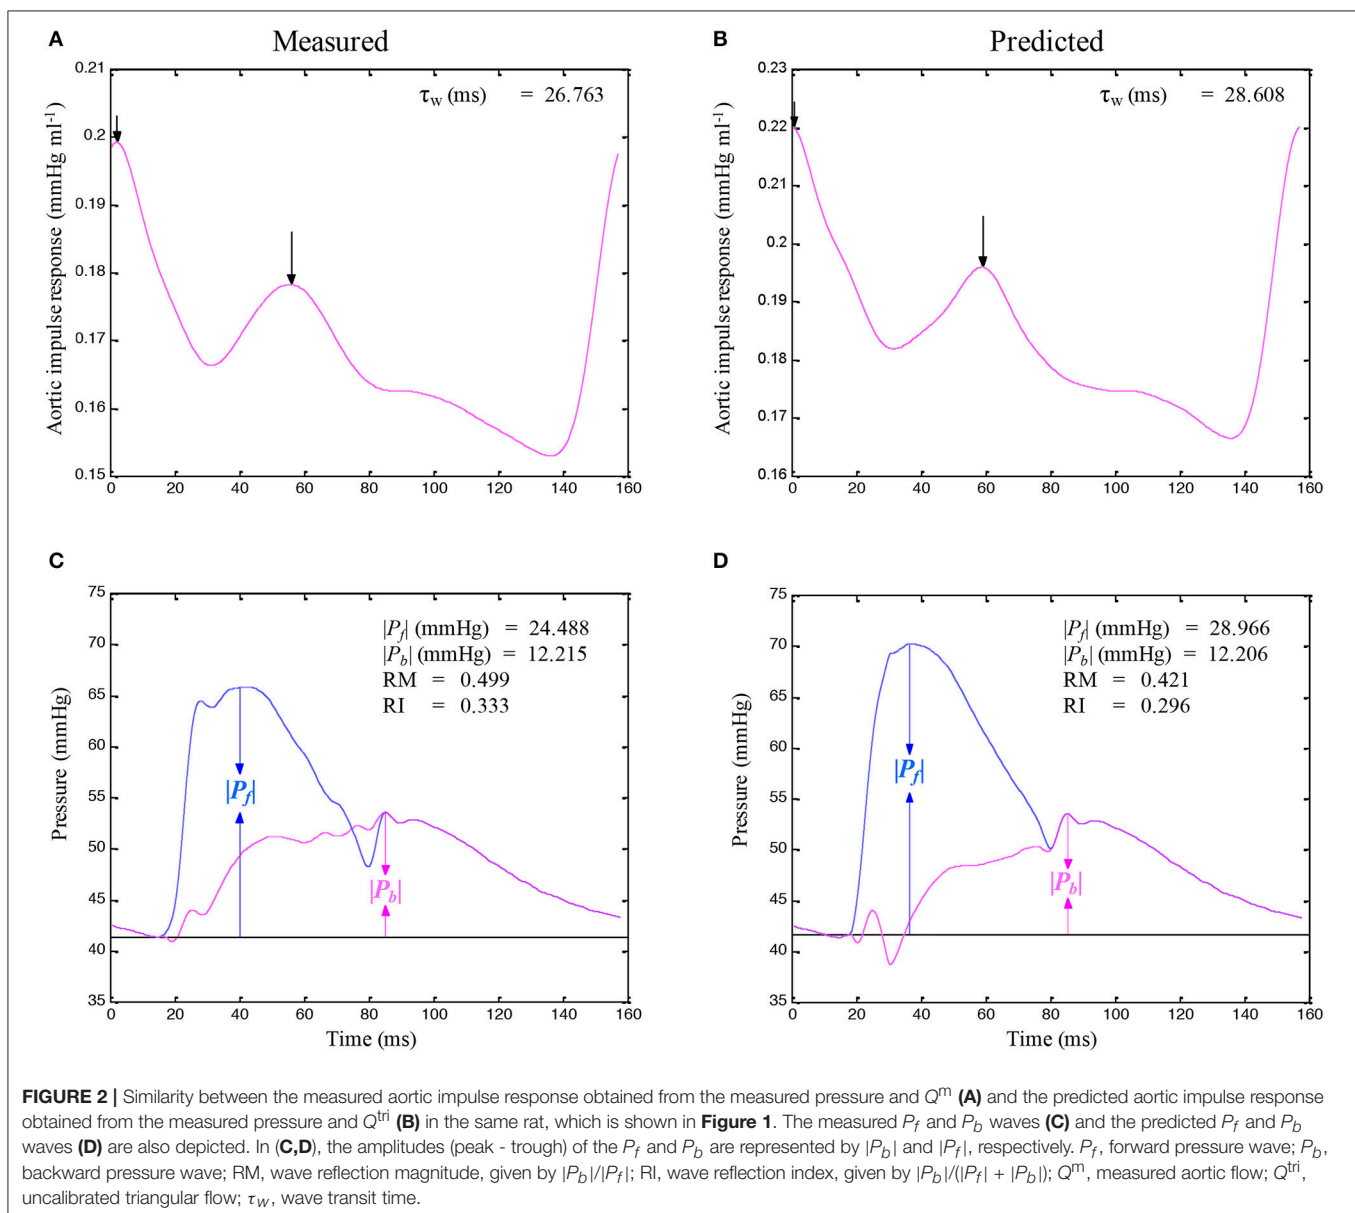 A
Measured
B
Predicted
0.21
0.2
0.19
0.18
0.17
0.16
0.15
Aortic impulse response (mmHg ml-1)
τw (ms) = 26.763
0 20 40 60 80 100 120 140 160
0.23
0.22
0.21
0.2
0.19
0.18
0.17
0.16
Aortic impulse response (mmHg ml-1)
τw (ms) = 28.608
0 20 40 60 80 100 120 140 160
C
75
70
65
60
55
50
45
40
35
Pressure (mmHg)
|Pf| (mmHg) = 24.488
|Pb| (mmHg) = 12.215
RM = 0.499
RI = 0.333
|Pf|
|Pb|
0 20 40 60 80 100 120 140 160
Time (ms)
D
75
70
65
60
55
50
45
40
35
Pressure (mmHg)
|Pf| (mmHg) = 28.966
|Pb| (mmHg) = 12.206
RM = 0.421
RI = 0.296
|Pf|
|Pb|
0 20 40 60 80 100 120 140 160
Time (ms)
FIGURE 2 | Similarity between the measured aortic impulse response obtained from the measured pressure and Qm (A) and the predicted aortic impulse response
obtained from the measured pressure and Qtri (B) in the same rat, which is shown in Figure 1. The measured Pf and Pb waves (C) and the predicted Pf and Pb
waves (D) are also depicted. In (C,D), the amplitudes (peak - trough) of the Pf and Pb are represented by |Pb| and |Pf|, respectively. Pf, forward pressure wave; Pb,
backward pressure wave; RM, wave reflection magnitude, given by |Pb|/|Pf|; RI, wave reflection index, given by |Pb|/(|Pf| + |Pb|); Qm, measured aortic flow; Qtri,
uncalibrated triangular flow; τw, wave transit time.